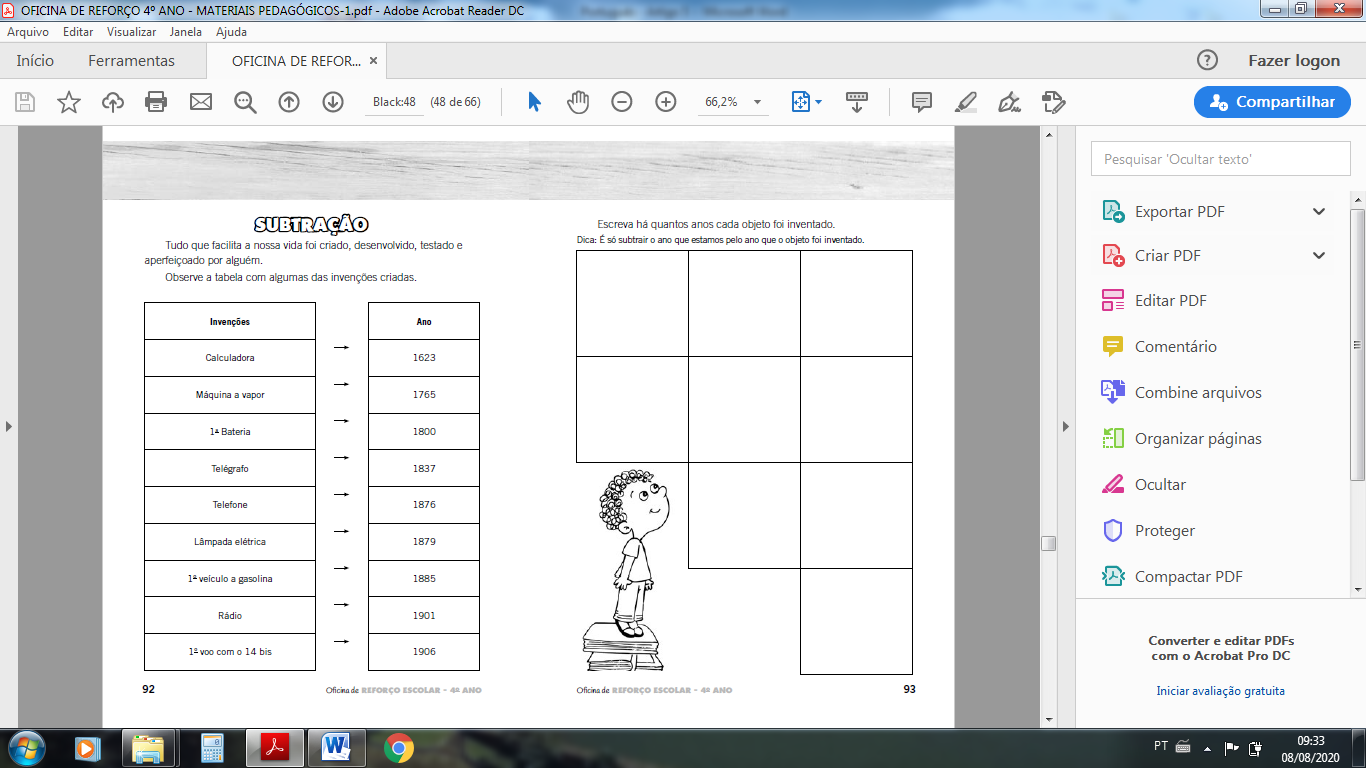 OFICINA DE REFORÇO 4º ANO - MATERIAIS PEDAGÓGICOS-1.pdf - Adobe Acrobat Reader DC
Arquivo Editar Visualizar Janela Ajuda
Início Ferramentas OFICINA DE REFOR... × Fazer logon
Black:48 (48 de 66) 66,2% Compartilhar
SUBTRAÇÃO
Tudo que facilita a nossa vida foi criado, desenvolvido, testado e
aperfeiçoado por alguém.
Observe a tabela com algumas das invenções criadas.
Invenções Ano
Calculadora → 1623
Máquina a vapor → 1765
1ª Bateria → 1800
Telégrafo → 1837
Telefone → 1876
Lâmpada elétrica → 1879
1º veículo a gasolina → 1885
Rádio → 1901
1º voo com o 14 bis → 1906
92 Oficina de REFORÇO ESCOLAR - 4º ANO
Escreva há quantos anos cada objeto foi inventado.
Dica: É só subtrair o ano que estamos pelo ano que o objeto foi inventado.
Oficina de REFORÇO ESCOLAR - 4º ANO 93
Pesquisar 'Ocultar texto'
Exportar PDF
Criar PDF
Editar PDF
Comentário
Combine arquivos
Organizar páginas
Ocultar
Proteger
Compactar PDF
Converter e editar PDFs
com o Acrobat Pro DC
Iniciar avaliação gratuita
PT 09:33
08/08/2020